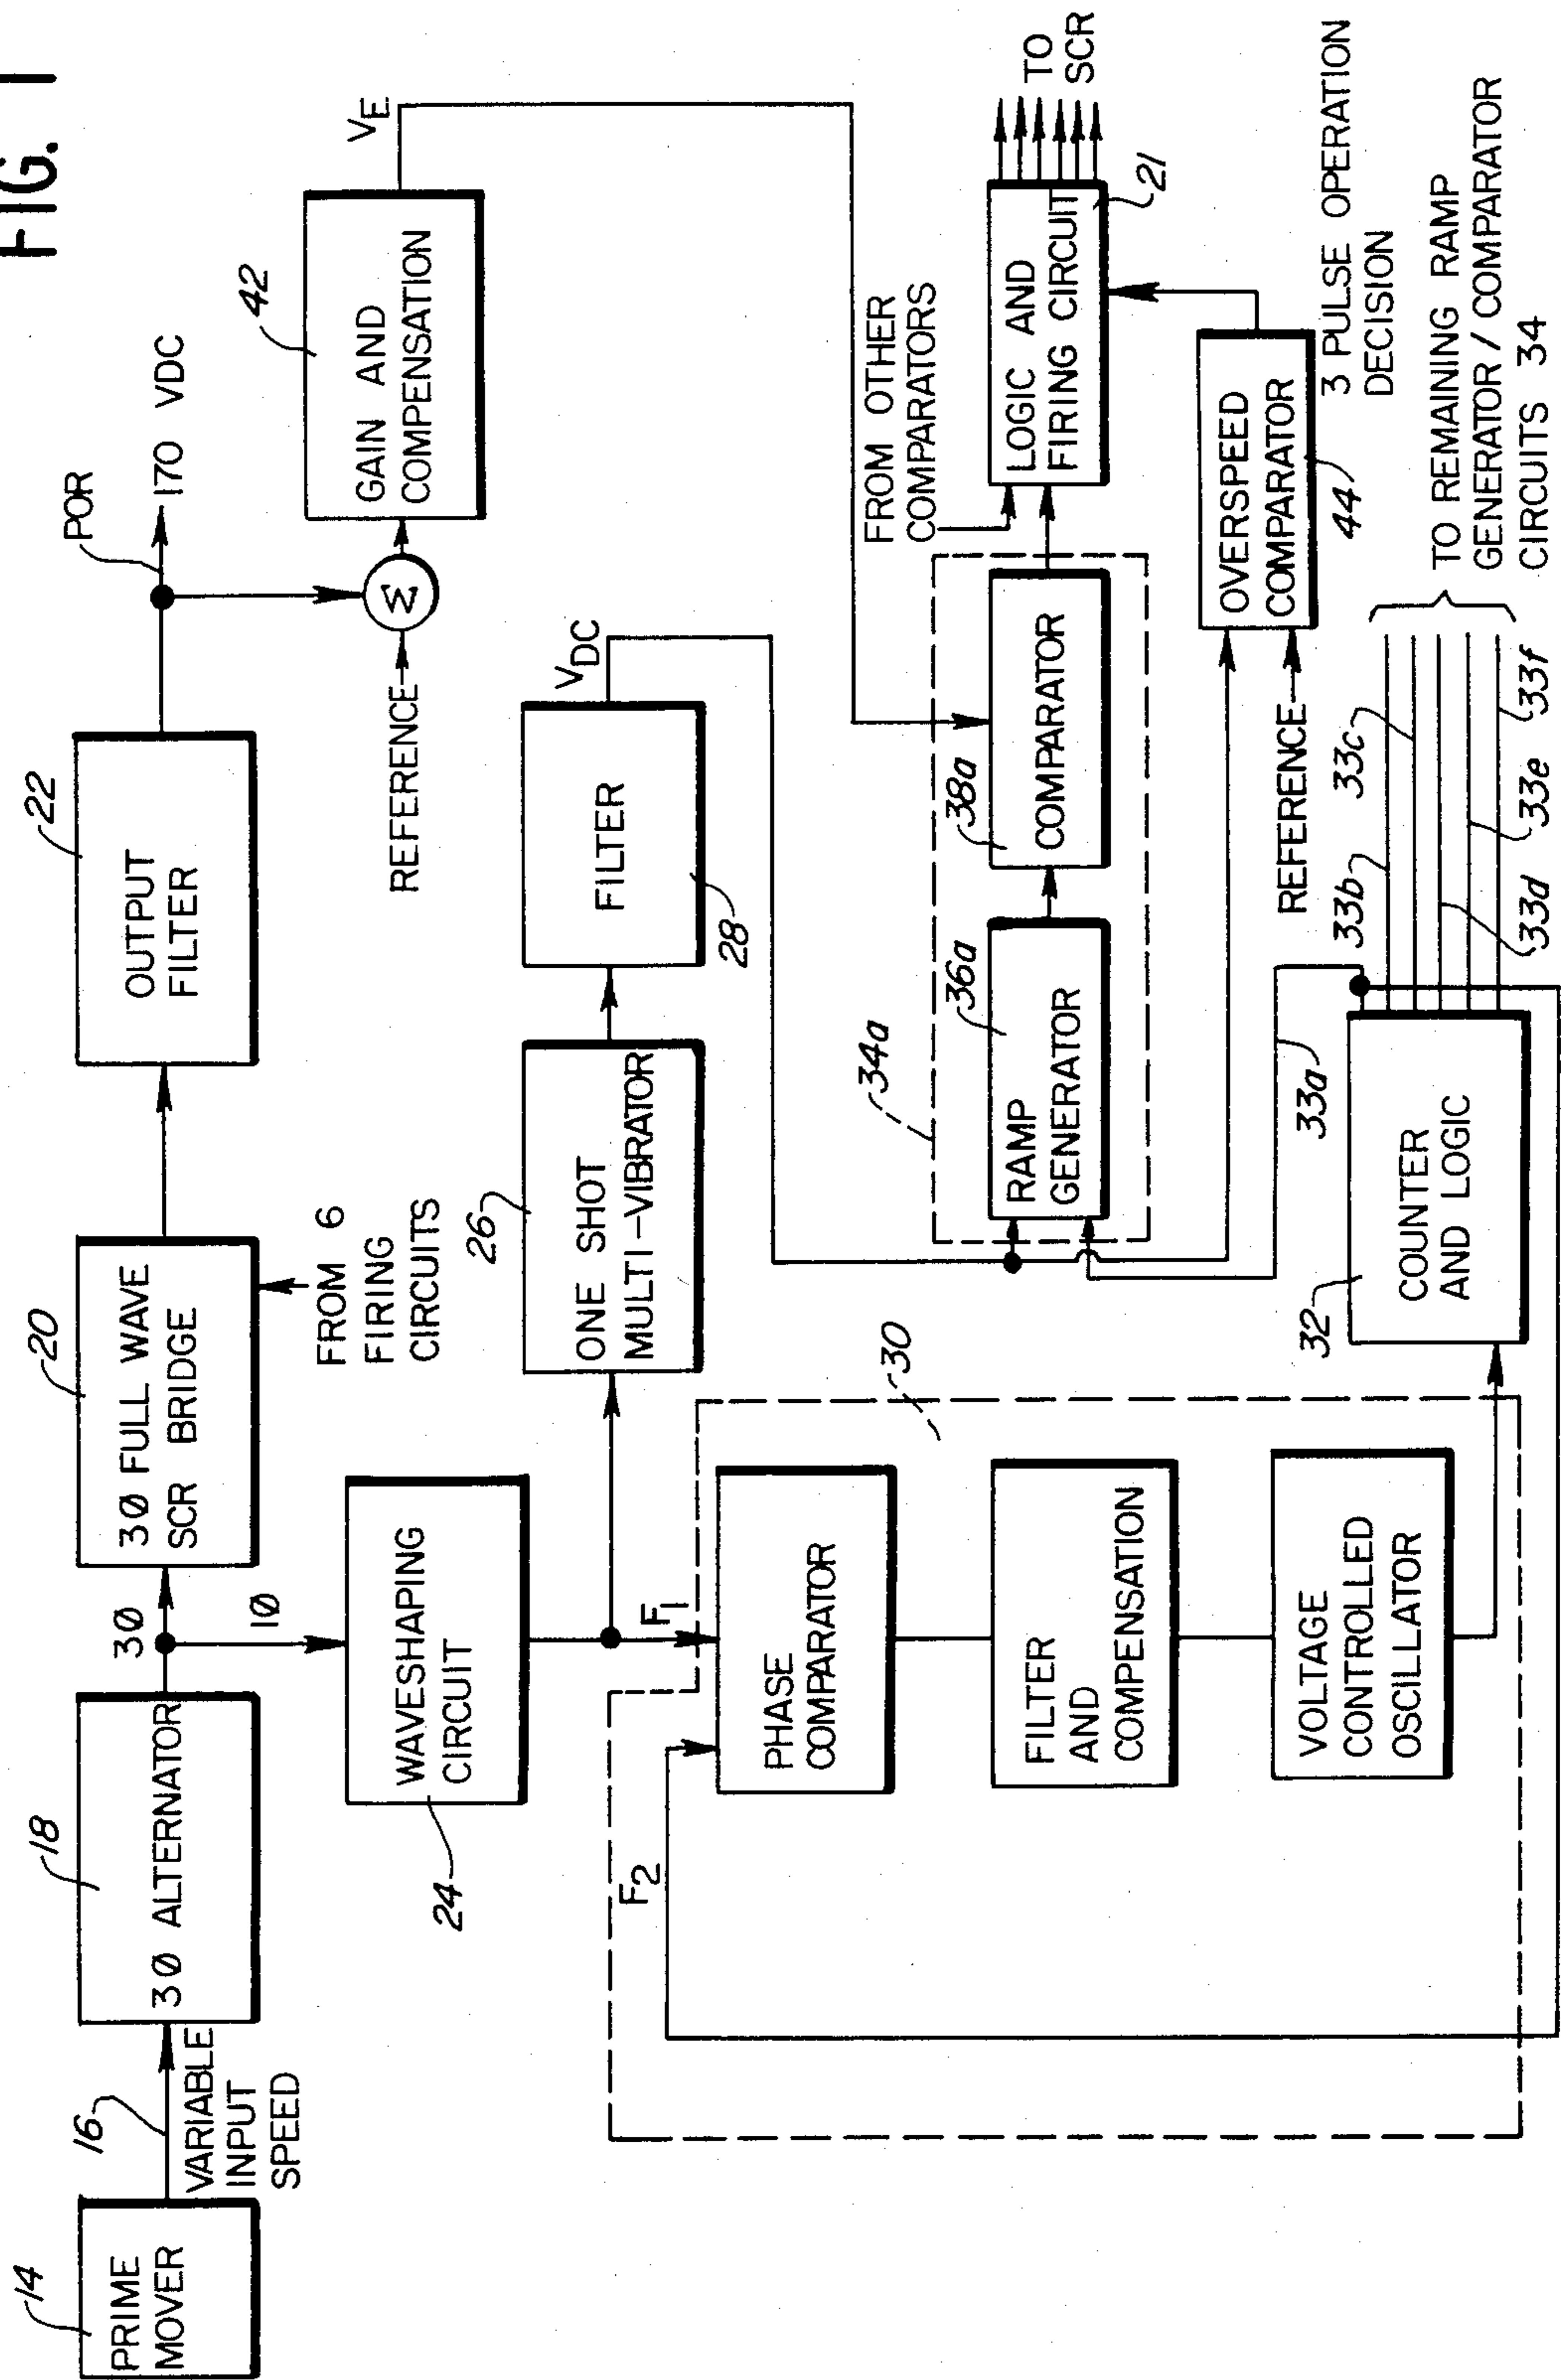 FIG. 1
14
PRIME
MOVER
16
VARIABLE
INPUT
SPEED
18
3Ø ALTERNATOR
3Ø
1Ø
20
3Ø FULL WAVE
SCR BRIDGE
FROM 6
FIRING
CIRCUITS
22
OUTPUT
FILTER
POR
170 VDC
REFERENCE
Σ
42
GAIN AND
COMPENSATION
VE
24
WAVESHAPING
CIRCUIT
26
ONE SHOT
MULTI-VIBRATOR
28
FILTER
VDC
F1
F2
30
PHASE
COMPARATOR
FILTER
AND
COMPENSATION
VOLTAGE
CONTROLLED
OSCILLATOR
34a
36a
RAMP
GENERATOR
38a
COMPARATOR
FROM OTHER
COMPARATORS
LOGIC AND
FIRING CIRCUIT
21
TO
SCR
OVERSPEED
COMPARATOR
44
REFERENCE
3 PULSE OPERATION
DECISION
32
COUNTER
AND LOGIC
33a
33b
33c
33d
33e
33f
TO REMAINING RAMP
GENERATOR / COMPARATOR
CIRCUITS 34